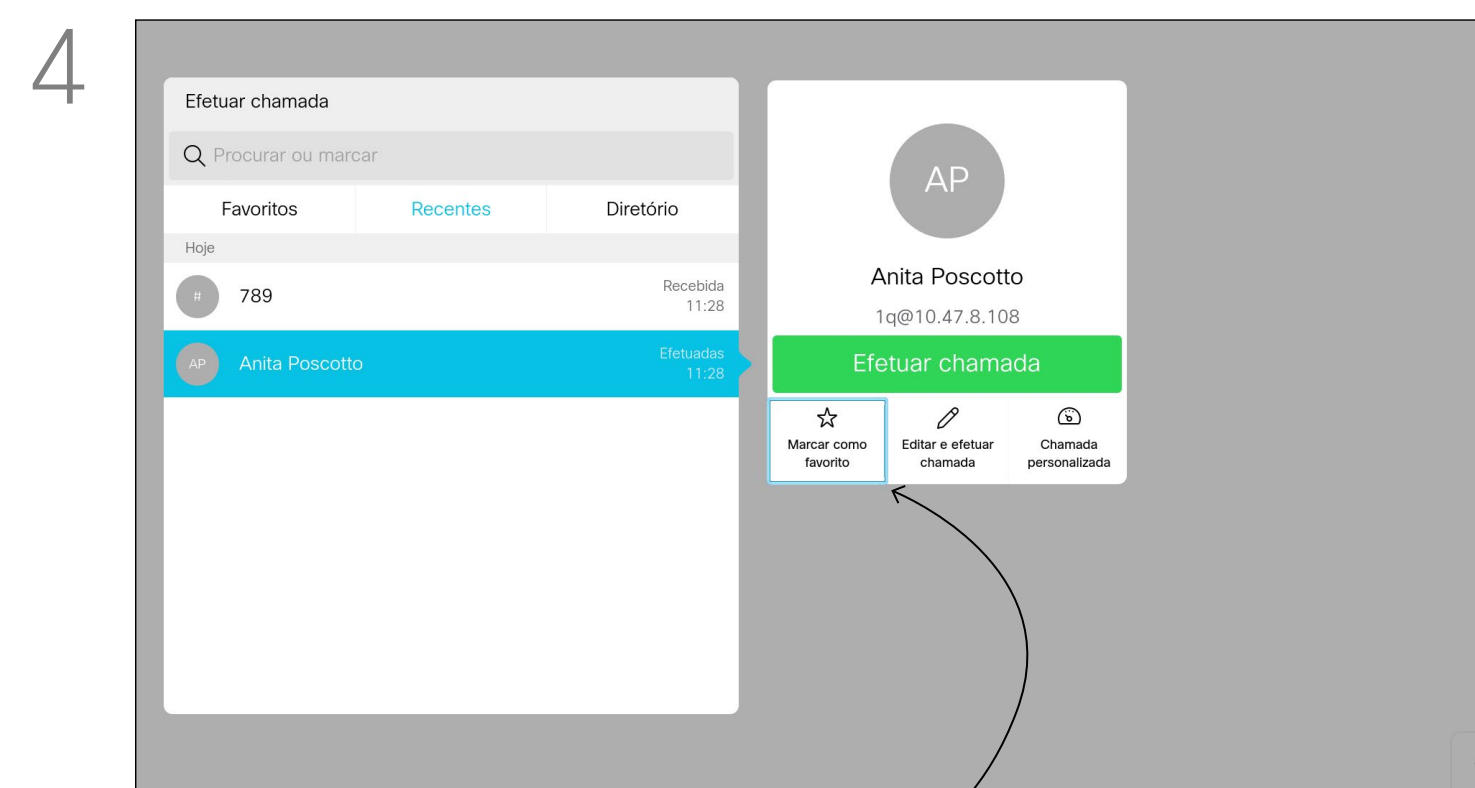 4
Efetuar chamada
Procurar ou marcar
Favoritos Recentes Diretório
Hoje
# 789 Recebida
11:28
AP Anita Poscotto Efetuadas
11:28
AP
Anita Poscotto
1q@10.47.8.108
Efetuar chamada
Marcar como
favorito
Editar e efetuar
chamada
Chamada
personalizada